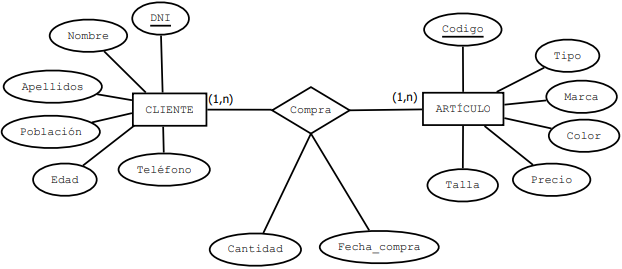 DNI
Nombre
Codigo
Tipo
Apellidos
Marca
(1,n)
(1,n)
CLIENTE
Compra
ARTÍCULO
Población
Color
Teléfono
Edad
Talla
Precio
Cantidad
Fecha_compra